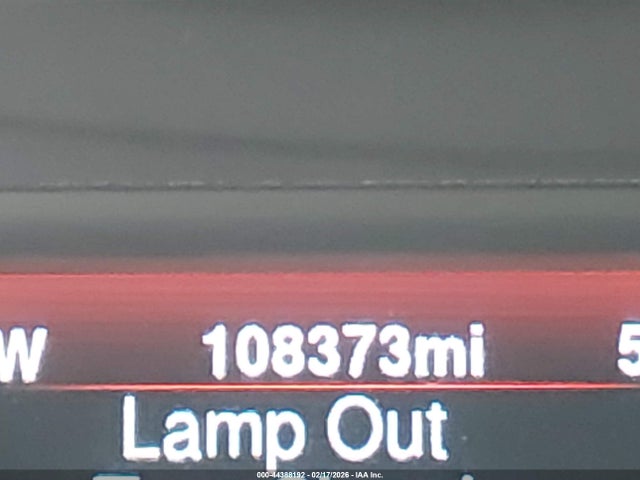 W 108373mi 5
Lamp Out
000-44388192 - 02/17/2026 - IAA Inc.